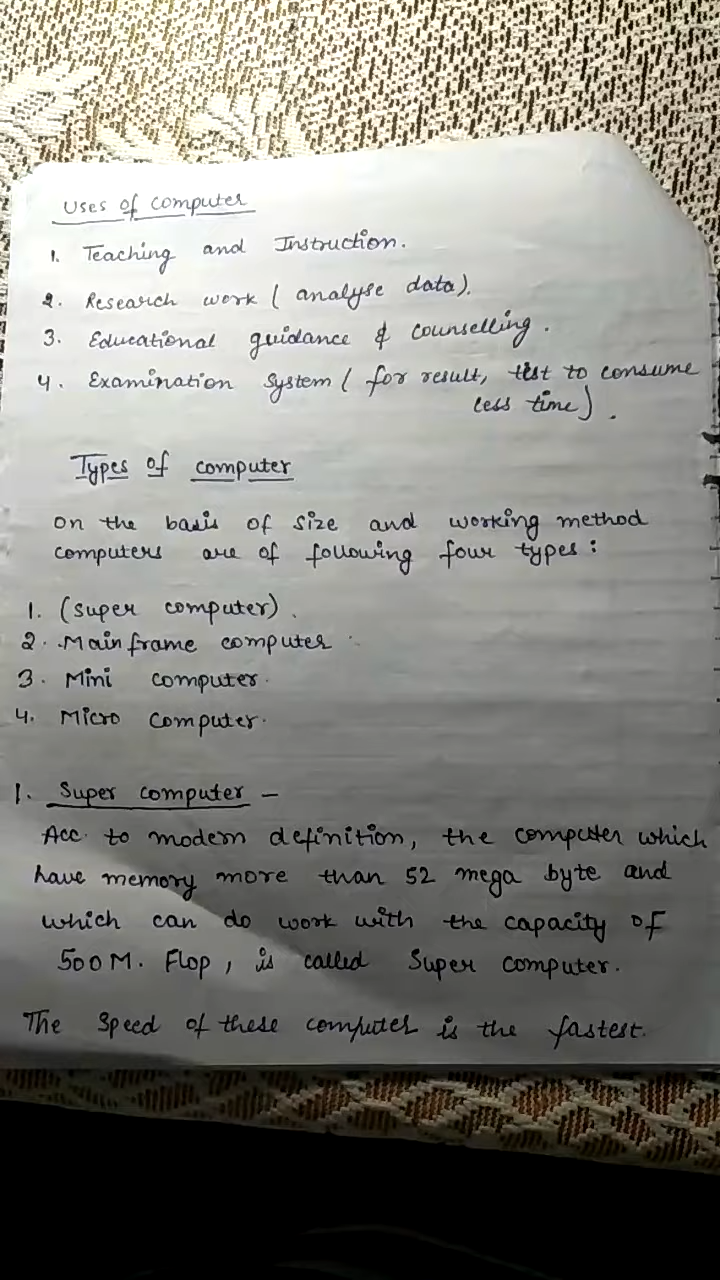 Uses of computer
1. Teaching and Instruction.
2. Research work ( analyse data).
3. Educational guidance & counselling.
4. Examination System ( for result, test to consume
less time).
Types of computer
on the basis of size and working method
computers are of following four types :
1. (super computer).
2. Main frame computer
3. Mini computer.
4. Micro computer.
1. Super computer -
Acc. to modern definition, the computer which
have memory more than 52 mega byte and
which can do work with the capacity of
500 M. Flop, is called Super computer.
The speed of these computer is the fastest.